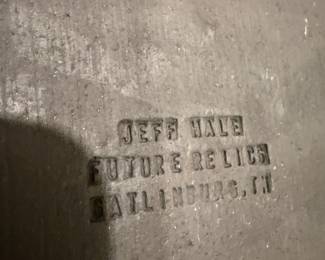 JEFF HALE
FUTURE RELICS
GATLINBURG, TN